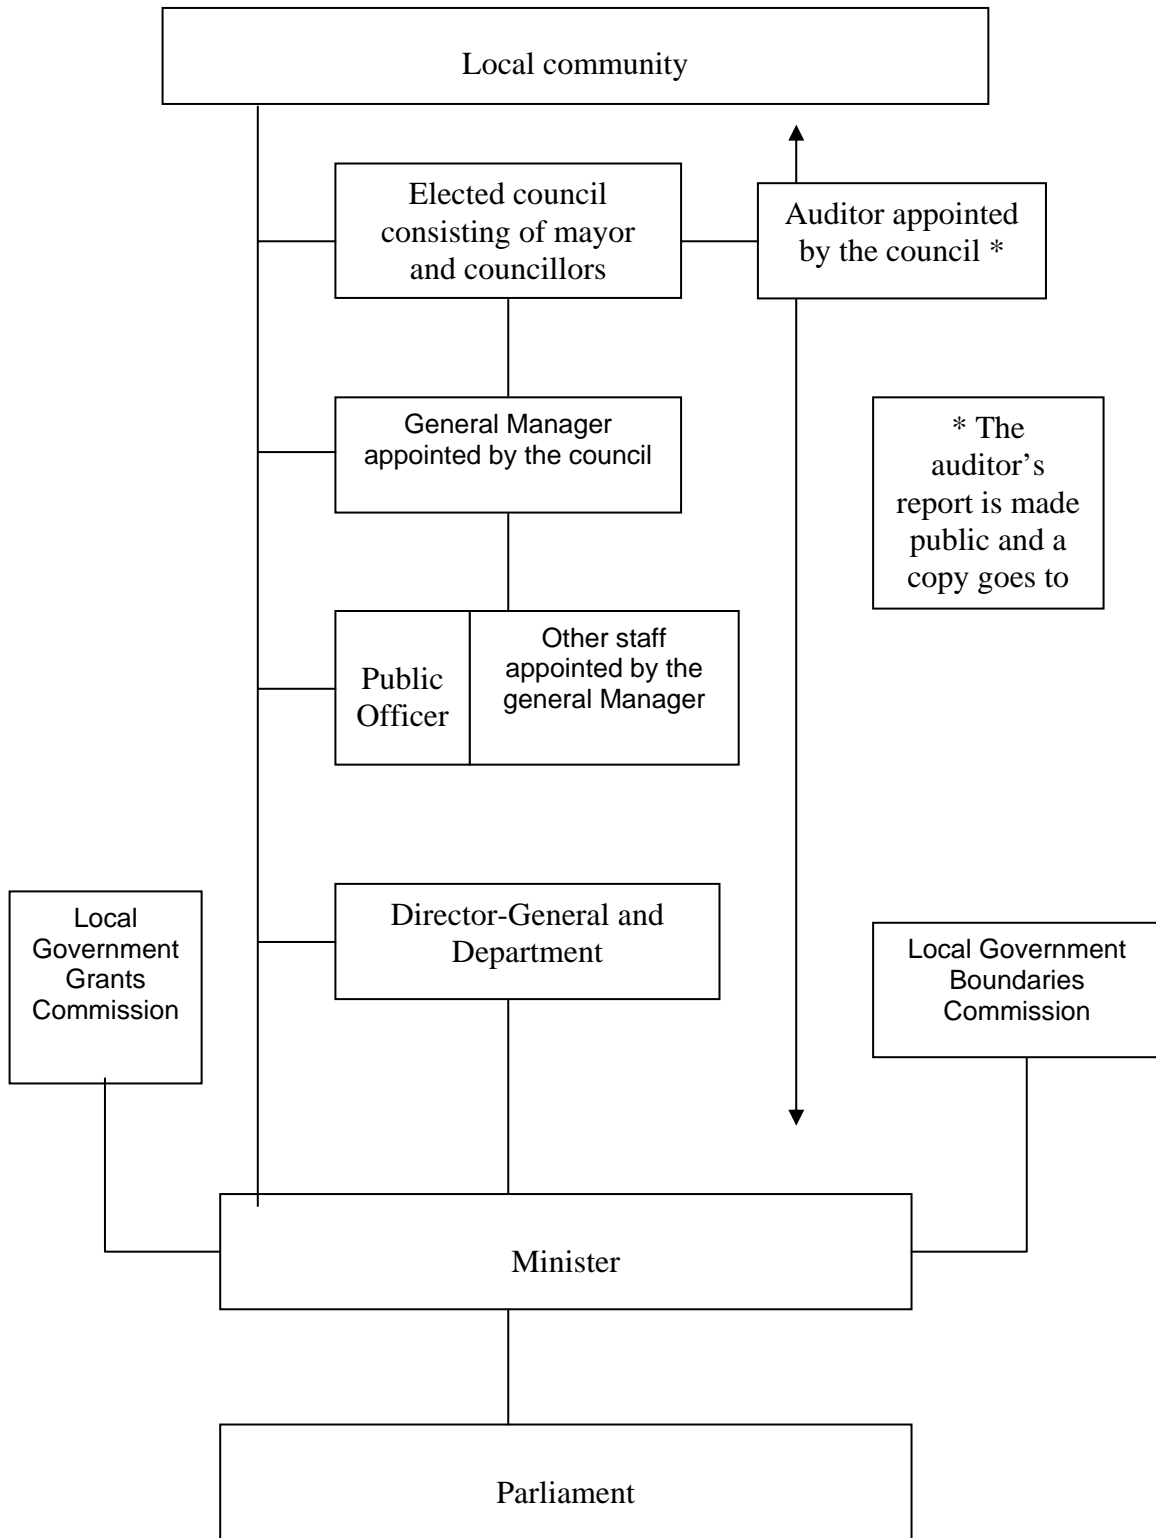 Local community
Elected council
consisting of mayor
and councillors
Auditor appointed
by the council *
General Manager
appointed by the council
* The
auditor’s
report is made
public and a
copy goes to
Public
Officer
Other staff
appointed by the
general Manager
Director-General and
Department
Local
Government
Grants
Commission
Local Government
Boundaries
Commission
Minister
Parliament